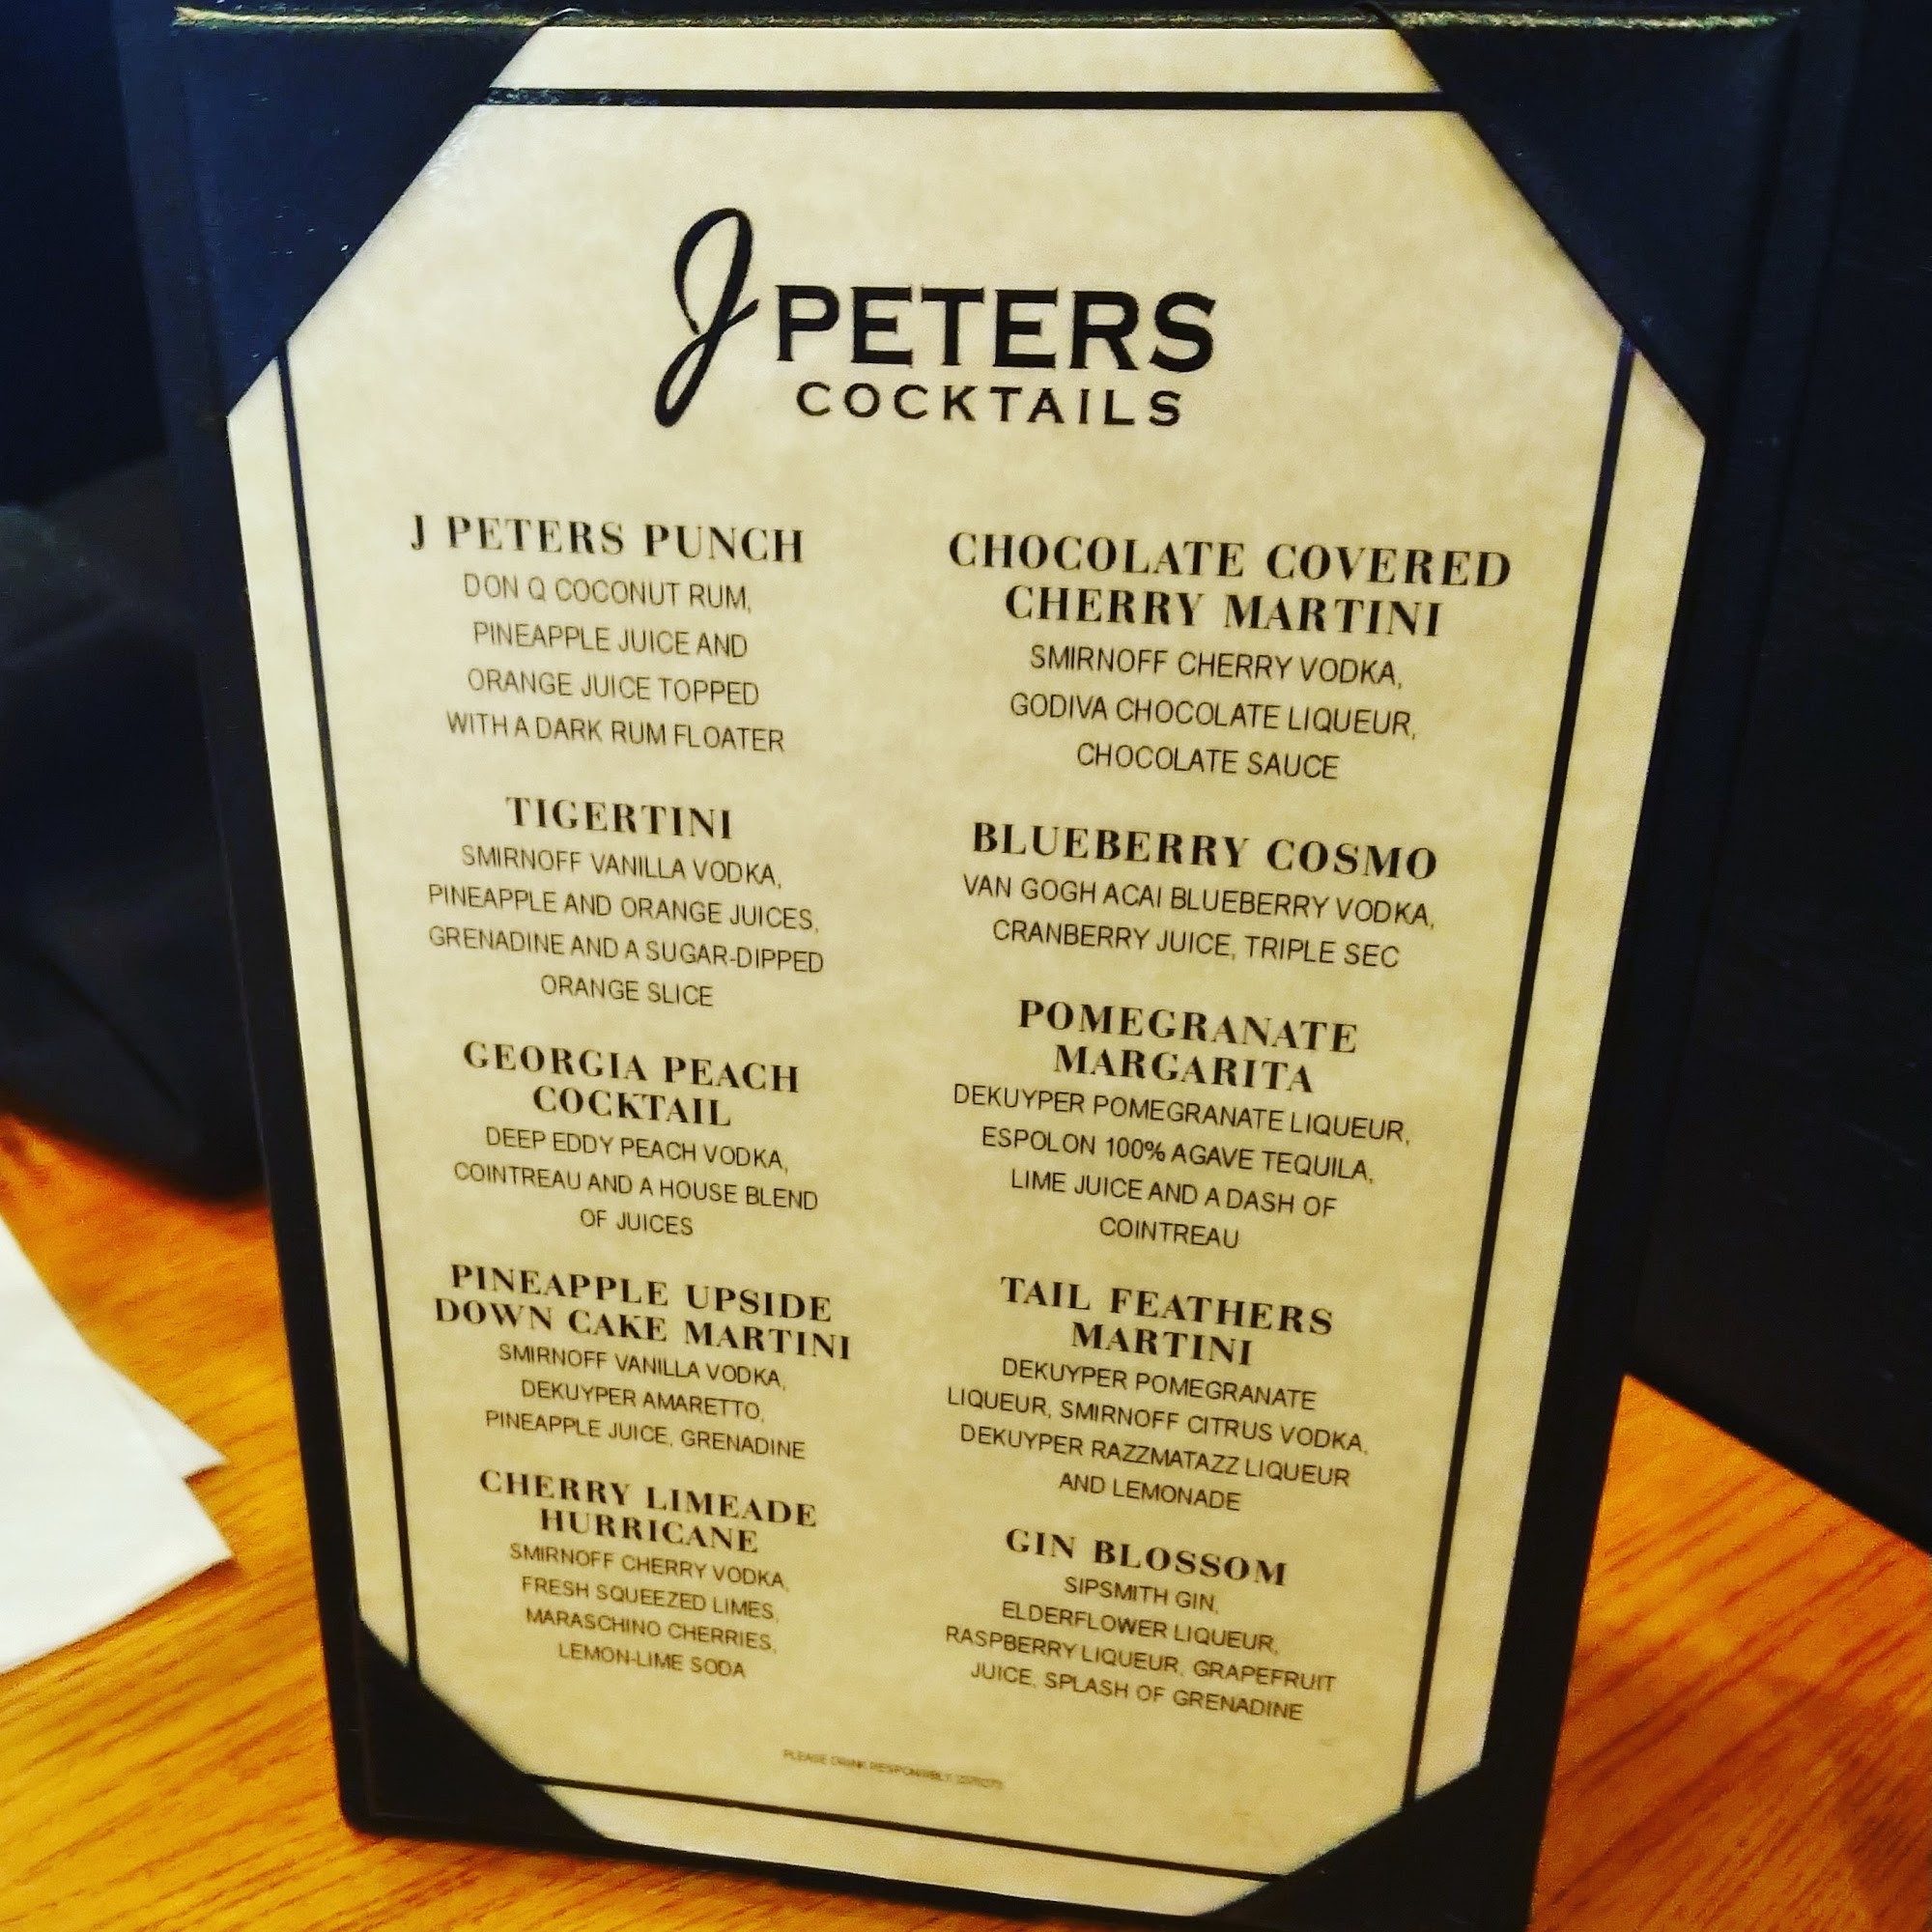 J PETERS
COCKTAILS
J PETERS PUNCH
DON Q COCONUT RUM,
PINEAPPLE JUICE AND
ORANGE JUICE TOPPED
WITH A DARK RUM FLOATER
TIGERTINI
SMIRNOFF VANILLA VODKA,
PINEAPPLE AND ORANGE JUICES,
GRENADINE AND A SUGAR-DIPPED
ORANGE SLICE
GEORGIA PEACH
COCKTAIL
DEEP EDDY PEACH VODKA,
COINTREAU AND A HOUSE BLEND
OF JUICES
PINEAPPLE UPSIDE
DOWN CAKE MARTINI
SMIRNOFF VANILLA VODKA,
DEKUYPER AMARETTO,
PINEAPPLE JUICE, GRENADINE
CHERRY LIMEADE
HURRICANE
SMIRNOFF CHERRY VODKA,
FRESH SQUEEZED LIMES,
MARASCHINO CHERRIES,
LEMON-LIME SODA
CHOCOLATE COVERED
CHERRY MARTINI
SMIRNOFF CHERRY VODKA,
GODIVA CHOCOLATE LIQUEUR,
CHOCOLATE SAUCE
BLUEBERRY COSMO
VAN GOGH ACAI BLUEBERRY VODKA,
CRANBERRY JUICE, TRIPLE SEC
POMEGRANATE
MARGARITA
DEKUYPER POMEGRANATE LIQUEUR,
ESPOLON 100% AGAVE TEQUILA,
LIME JUICE AND A DASH OF
COINTREAU
TAIL FEATHERS
MARTINI
DEKUYPER POMEGRANATE
LIQUEUR, SMIRNOFF CITRUS VODKA,
DEKUYPER RAZZMATAZZ LIQUEUR
AND LEMONADE
GIN BLOSSOM
SIPSMITH GIN,
ELDERFLOWER LIQUEUR,
RASPBERRY LIQUEUR, GRAPEFRUIT
JUICE, SPLASH OF GRENADINE
PLEASE DRINK RESPONSIBLY